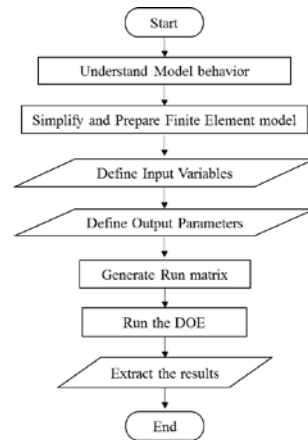 Start
Understand Model behavior
Simplify and Prepare Finite Element model
Define Input Variables
Define Output Parameters
Generate Run matrix
Run the DOE
Extract the results
End